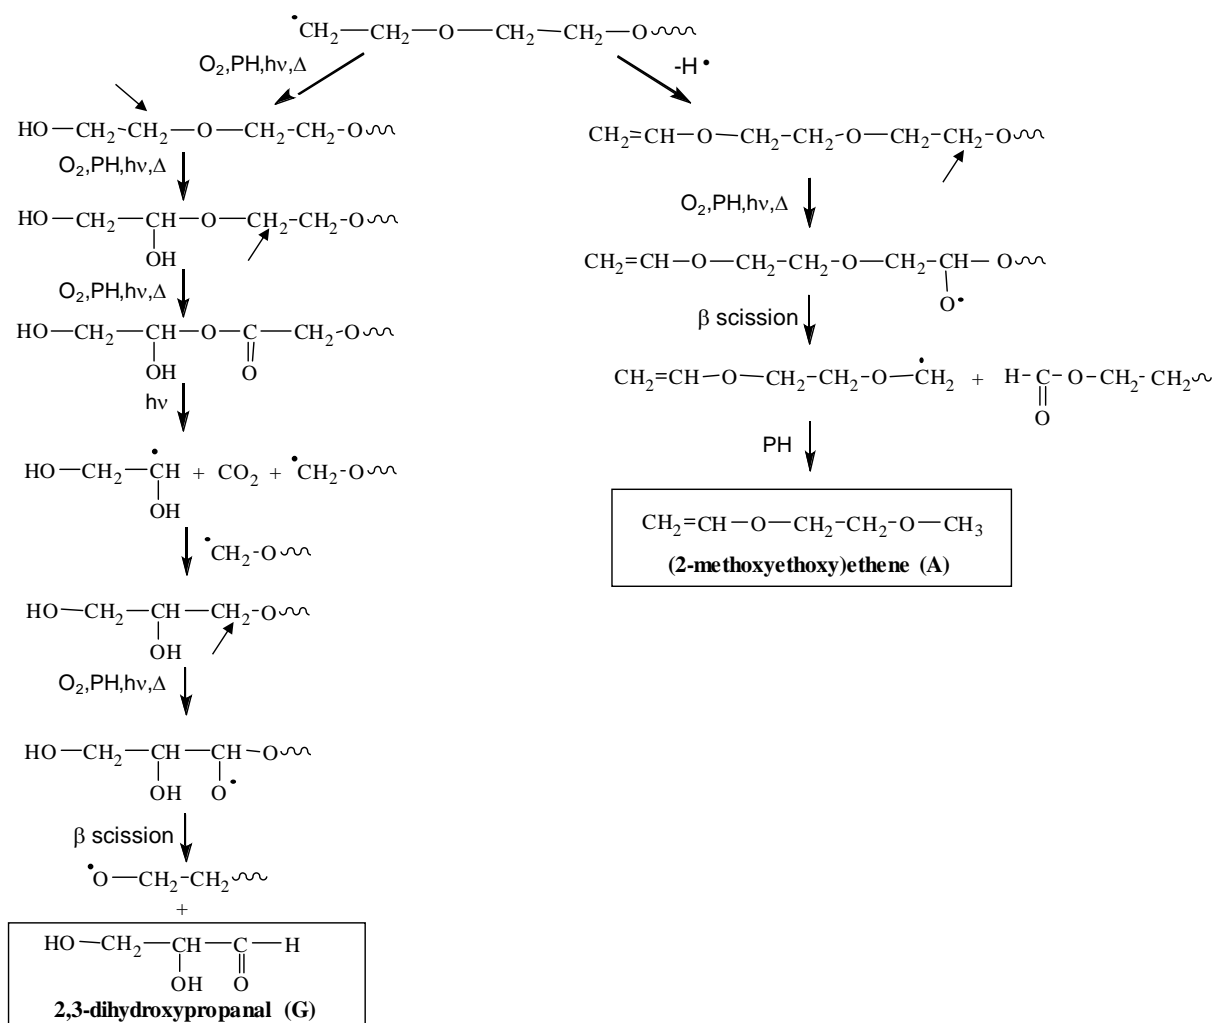 •CH2—CH2—O—CH2—CH2—O
O2,PH,hν,Δ
-H•
HO—CH2-CH2—O—CH2—CH2-O
O2,PH,hν,Δ
HO—CH2—CH—O—CH2—CH2-O
OH
O2,PH,hν,Δ
HO—CH2—CH—O—C—CH2-O
OH O
hν
HO—CH2—CH + CO2 + •CH2-O
OH
•CH2-O
HO—CH2—CH—CH2-O
OH
O2,PH,hν,Δ
HO—CH2—CH—CH-O
OH O•
β scission
•O—CH2-CH2
+
HO—CH2—CH—C—H
OH O
2,3-dihydroxypropanal (G)
CH2=CH—O—CH2—CH2-O—CH2—CH2-O
O2,PH,hν,Δ
CH2=CH—O—CH2—CH2-O—CH2-CH—O
O•
β scission
CH2=CH—O—CH2—CH2—O—CH2• + H-C—O—CH2-CH2
O
PH
CH2=CH—O—CH2—CH2-O—CH3
(2-methoxyethoxy)ethene (A)